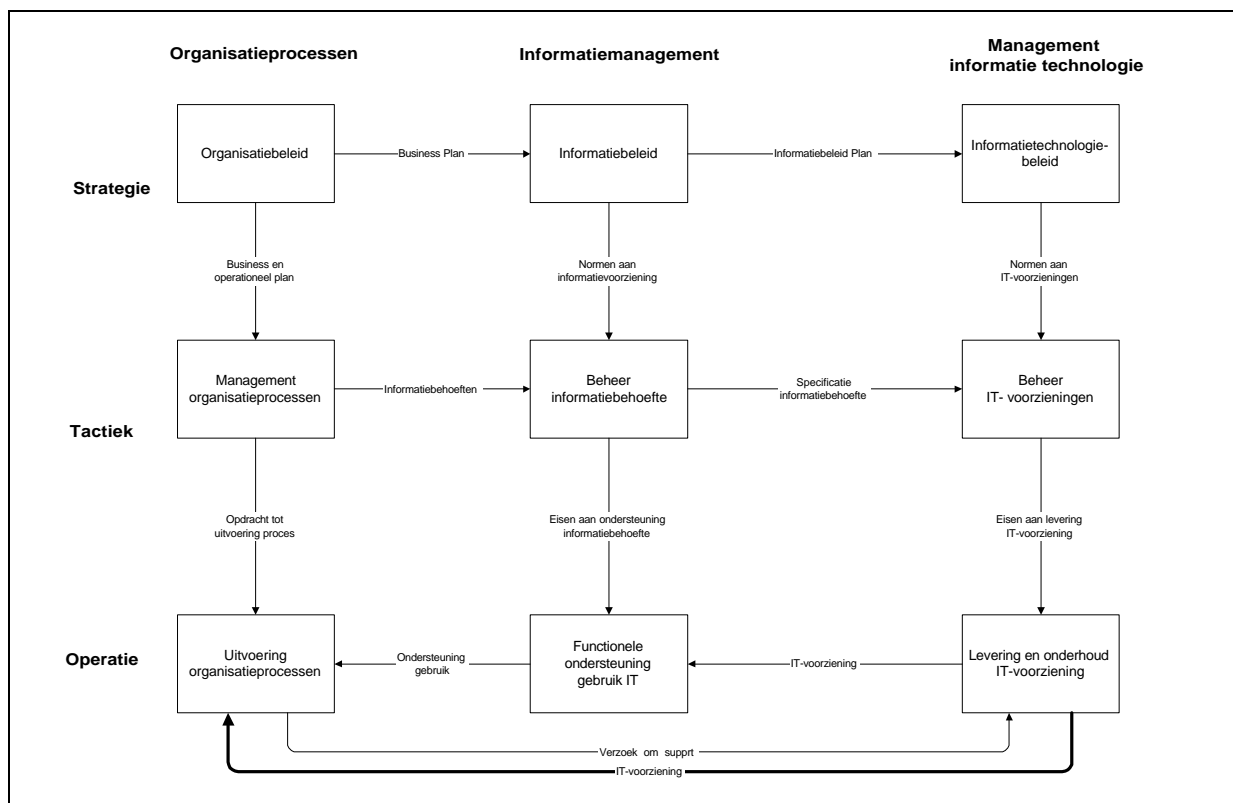 Organisatieprocessen
Informatiemanagement
Management
informatie technologie
Strategie
Organisatiebeleid
Business Plan
Informatiebeleid
Informatiebeleid Plan
Informatietechnologie-
beleid
Business en
operationeel plan
Normen aan
informatievoorziening
Normen aan
IT-voorzieningen
Tactiek
Management
organisatieprocessen
Informatiebehoeften
Beheer
informatiebehoefte
Specificatie
informatiebehoefte
Beheer
IT- voorzieningen
Opdracht tot
uitvoering proces
Eisen aan ondersteuning
informatiebehoefte
Eisen aan levering
IT-voorziening
Operatie
Uitvoering
organisatieprocessen
Ondersteuning
gebruik
Functionele
ondersteuning
gebruik IT
IT-voorziening
Levering en onderhoud
IT-voorziening
Verzoek om supprt
IT-voorziening